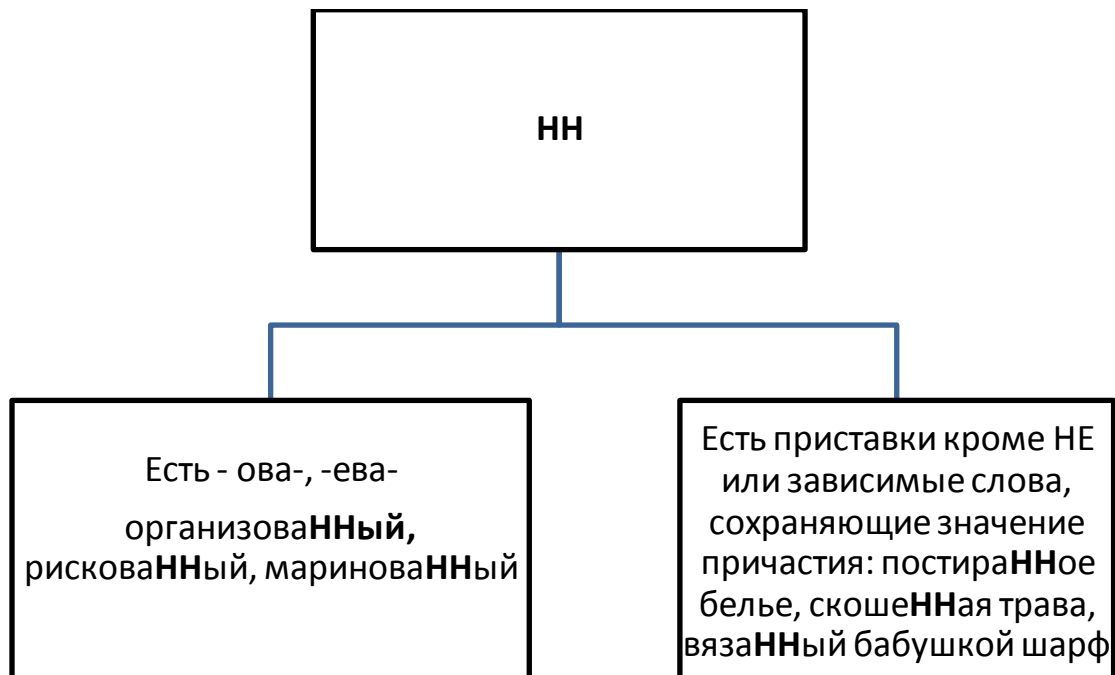 НН
Есть - ова-, -ева-
организоваННый,
рисковаННый, мариноваННый
Есть приставки кроме НЕ
или зависимые слова,
сохраняющие значение
причастия: постираННое
белье, скошеННая трава,
вязаННый бабушкой шарф